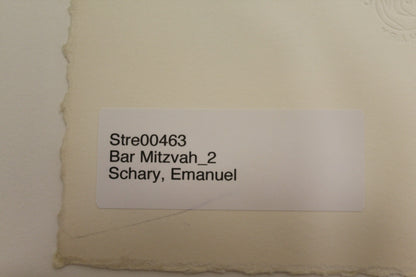 Stre00463
Bar Mitzvah_2
Schary, Emanuel